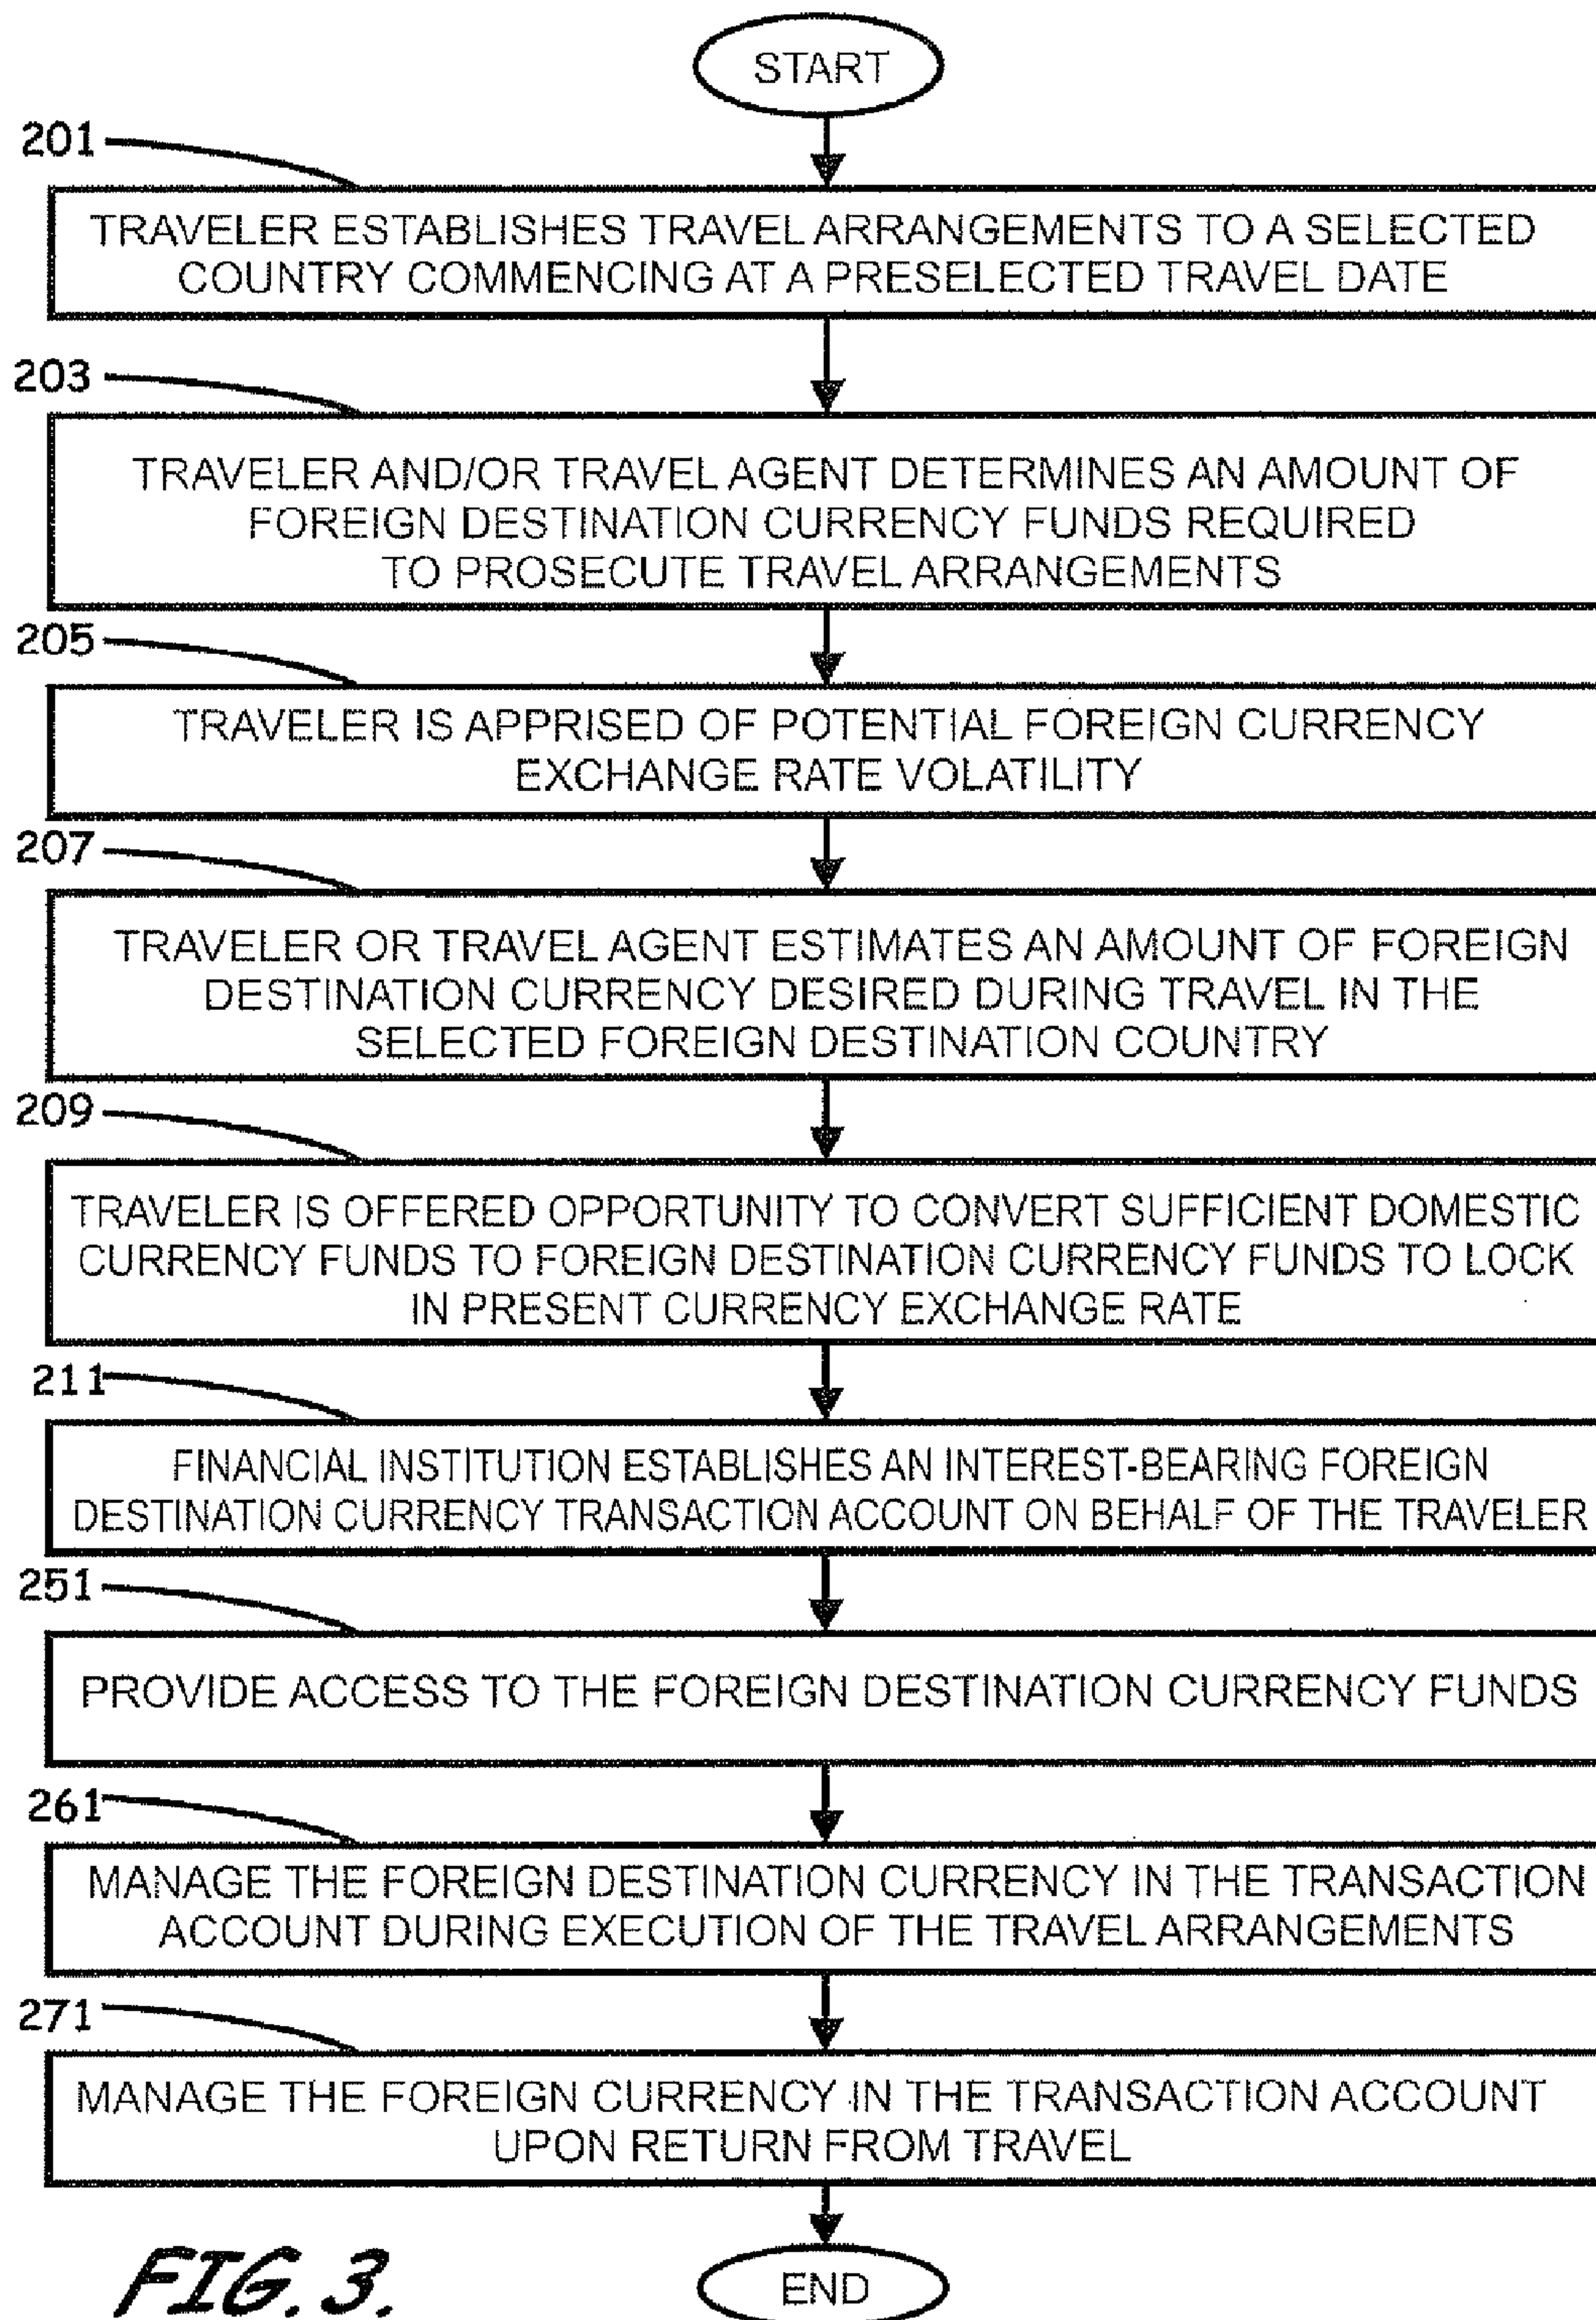 START
201
TRAVELER ESTABLISHES TRAVEL ARRANGEMENTS TO A SELECTED
COUNTRY COMMENCING AT A PRESELECTED TRAVEL DATE
203
TRAVELER AND/OR TRAVEL AGENT DETERMINES AN AMOUNT OF
FOREIGN DESTINATION CURRENCY FUNDS REQUIRED
TO PROSECUTE TRAVEL ARRANGEMENTS
205
TRAVELER IS APPRISED OF POTENTIAL FOREIGN CURRENCY
EXCHANGE RATE VOLATILITY
207
TRAVELER OR TRAVEL AGENT ESTIMATES AN AMOUNT OF FOREIGN
DESTINATION CURRENCY DESIRED DURING TRAVEL IN THE
SELECTED FOREIGN DESTINATION COUNTRY
209
TRAVELER IS OFFERED OPPORTUNITY TO CONVERT SUFFICIENT DOMESTIC
CURRENCY FUNDS TO FOREIGN DESTINATION CURRENCY FUNDS TO LOCK
IN PRESENT CURRENCY EXCHANGE RATE
211
FINANCIAL INSTITUTION ESTABLISHES AN INTEREST-BEARING FOREIGN
DESTINATION CURRENCY TRANSACTION ACCOUNT ON BEHALF OF THE TRAVELER
251
PROVIDE ACCESS TO THE FOREIGN DESTINATION CURRENCY FUNDS
261
MANAGE THE FOREIGN DESTINATION CURRENCY IN THE TRANSACTION
ACCOUNT DURING EXECUTION OF THE TRAVEL ARRANGEMENTS
271
MANAGE THE FOREIGN CURRENCY IN THE TRANSACTION ACCOUNT
UPON RETURN FROM TRAVEL
END
FIG. 3.